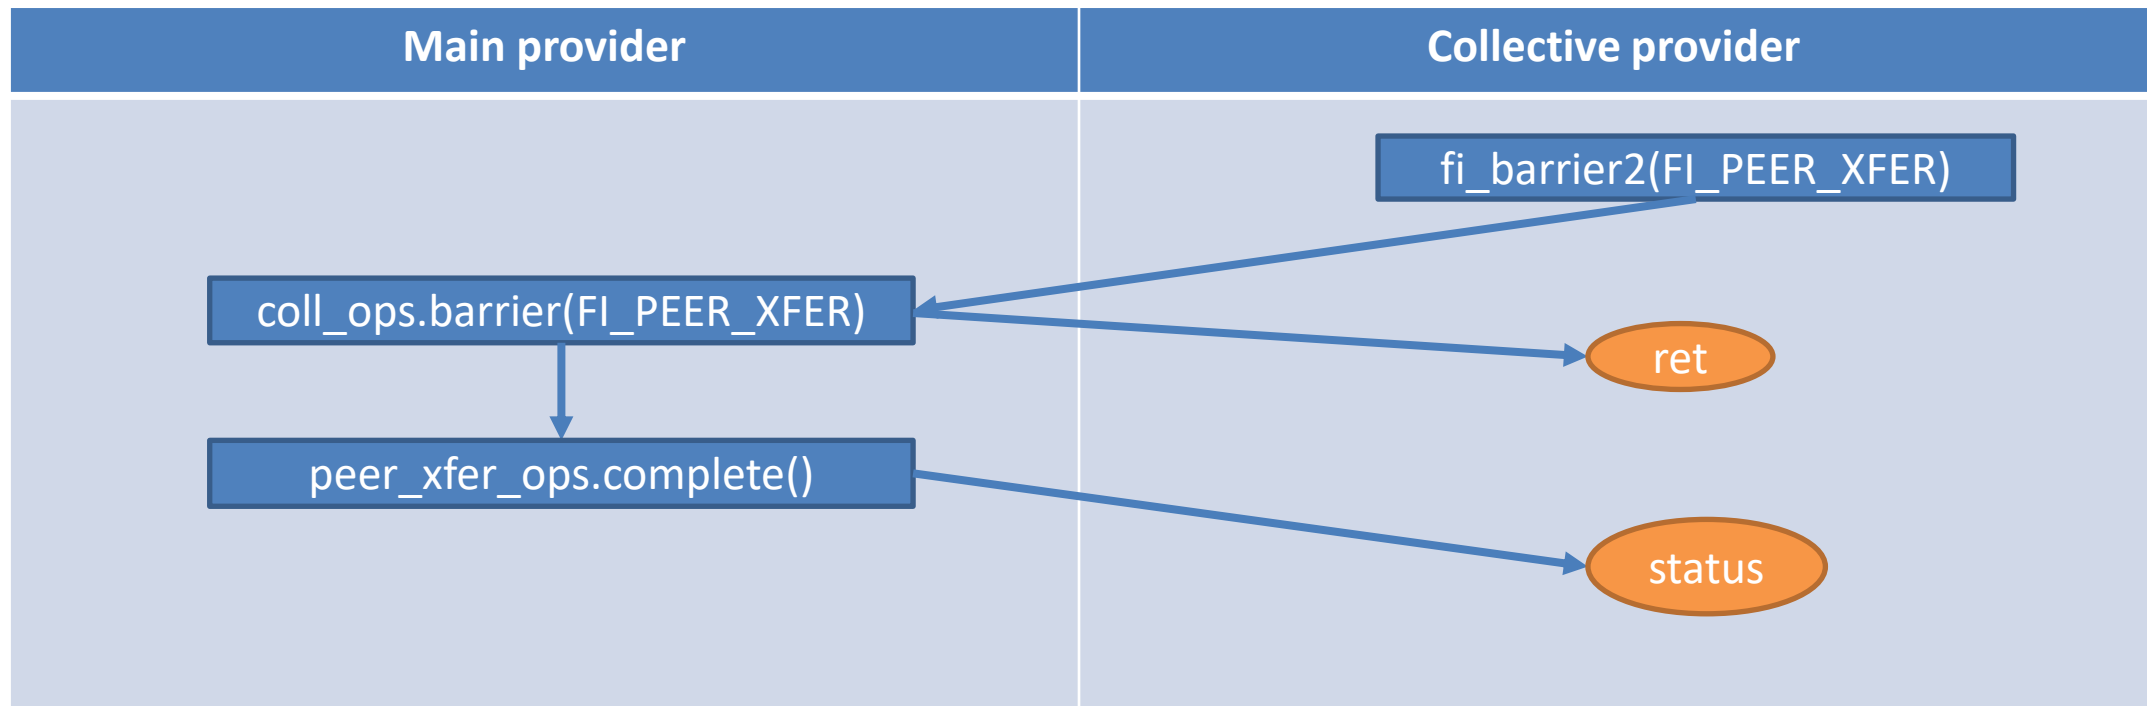 Main provider
Collective provider
fi_barrier2(FI_PEER_XFER)
coll_ops.barrier(FI_PEER_XFER)
ret
peer_xfer_ops.complete()
status